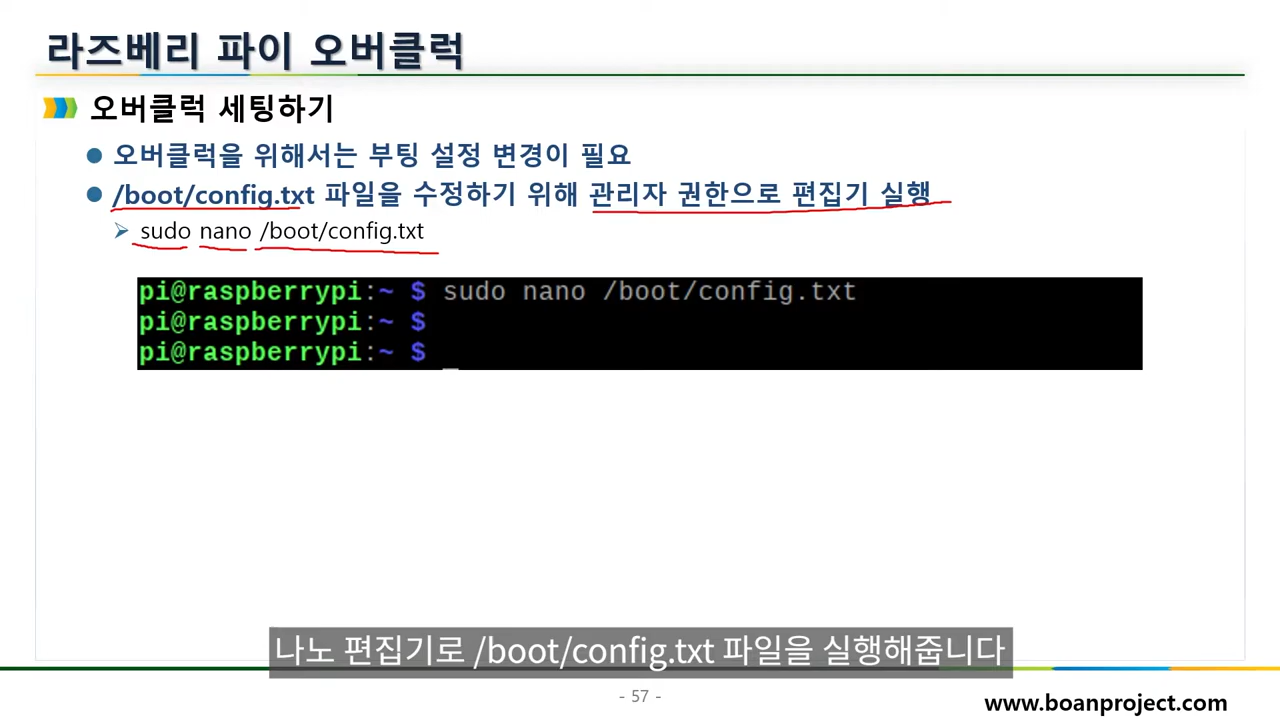 라즈베리 파이 오버클럭
오버클럭 세팅하기
오버클럭을 위해서는 부팅 설정 변경이 필요
/boot/config.txt 파일을 수정하기 위해 관리자 권한으로 편집기 실행
sudo nano /boot/config.txt
pi@raspberrypi:~ $ sudo nano /boot/config.txt
pi@raspberrypi:~ $
pi@raspberrypi:~ $ _
나노 편집기로 /boot/config.txt 파일을 실행해줍니다
- 57 -
www.boanproject.com